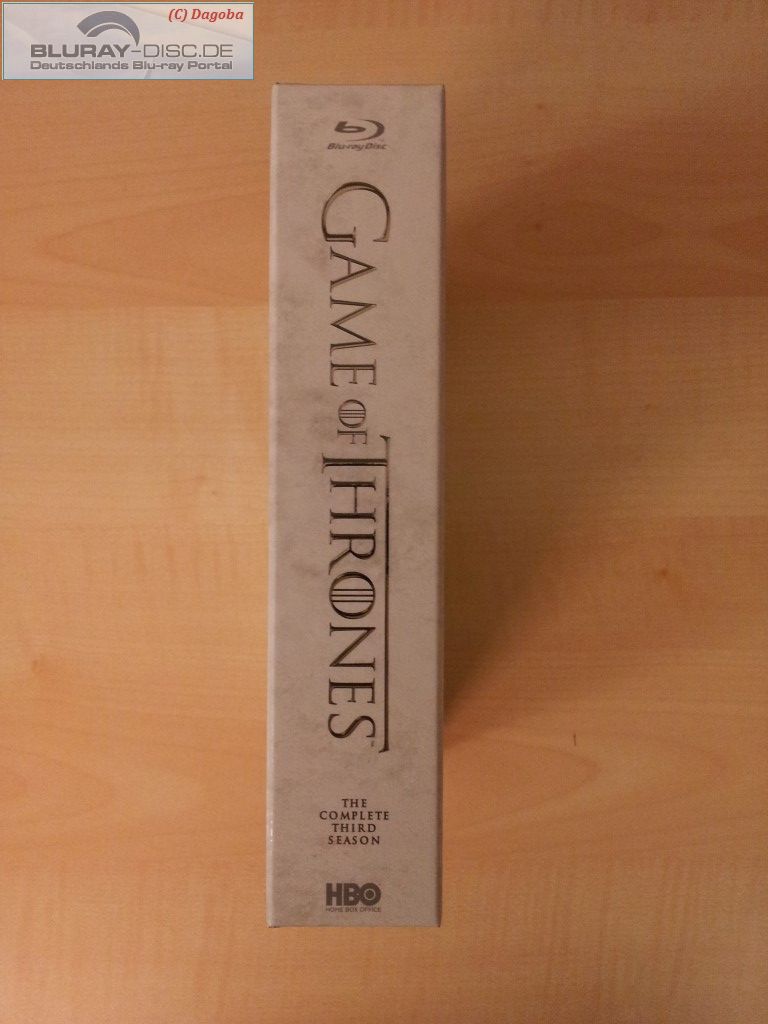 (C) Dagoba
BLURAY-DISC.DE
Deutschlands Blu-ray Portal
Blu-ray Disc
GAME OF THRONES
THE
COMPLETE
THIRD
SEASON
HBO
HOME BOX OFFICE